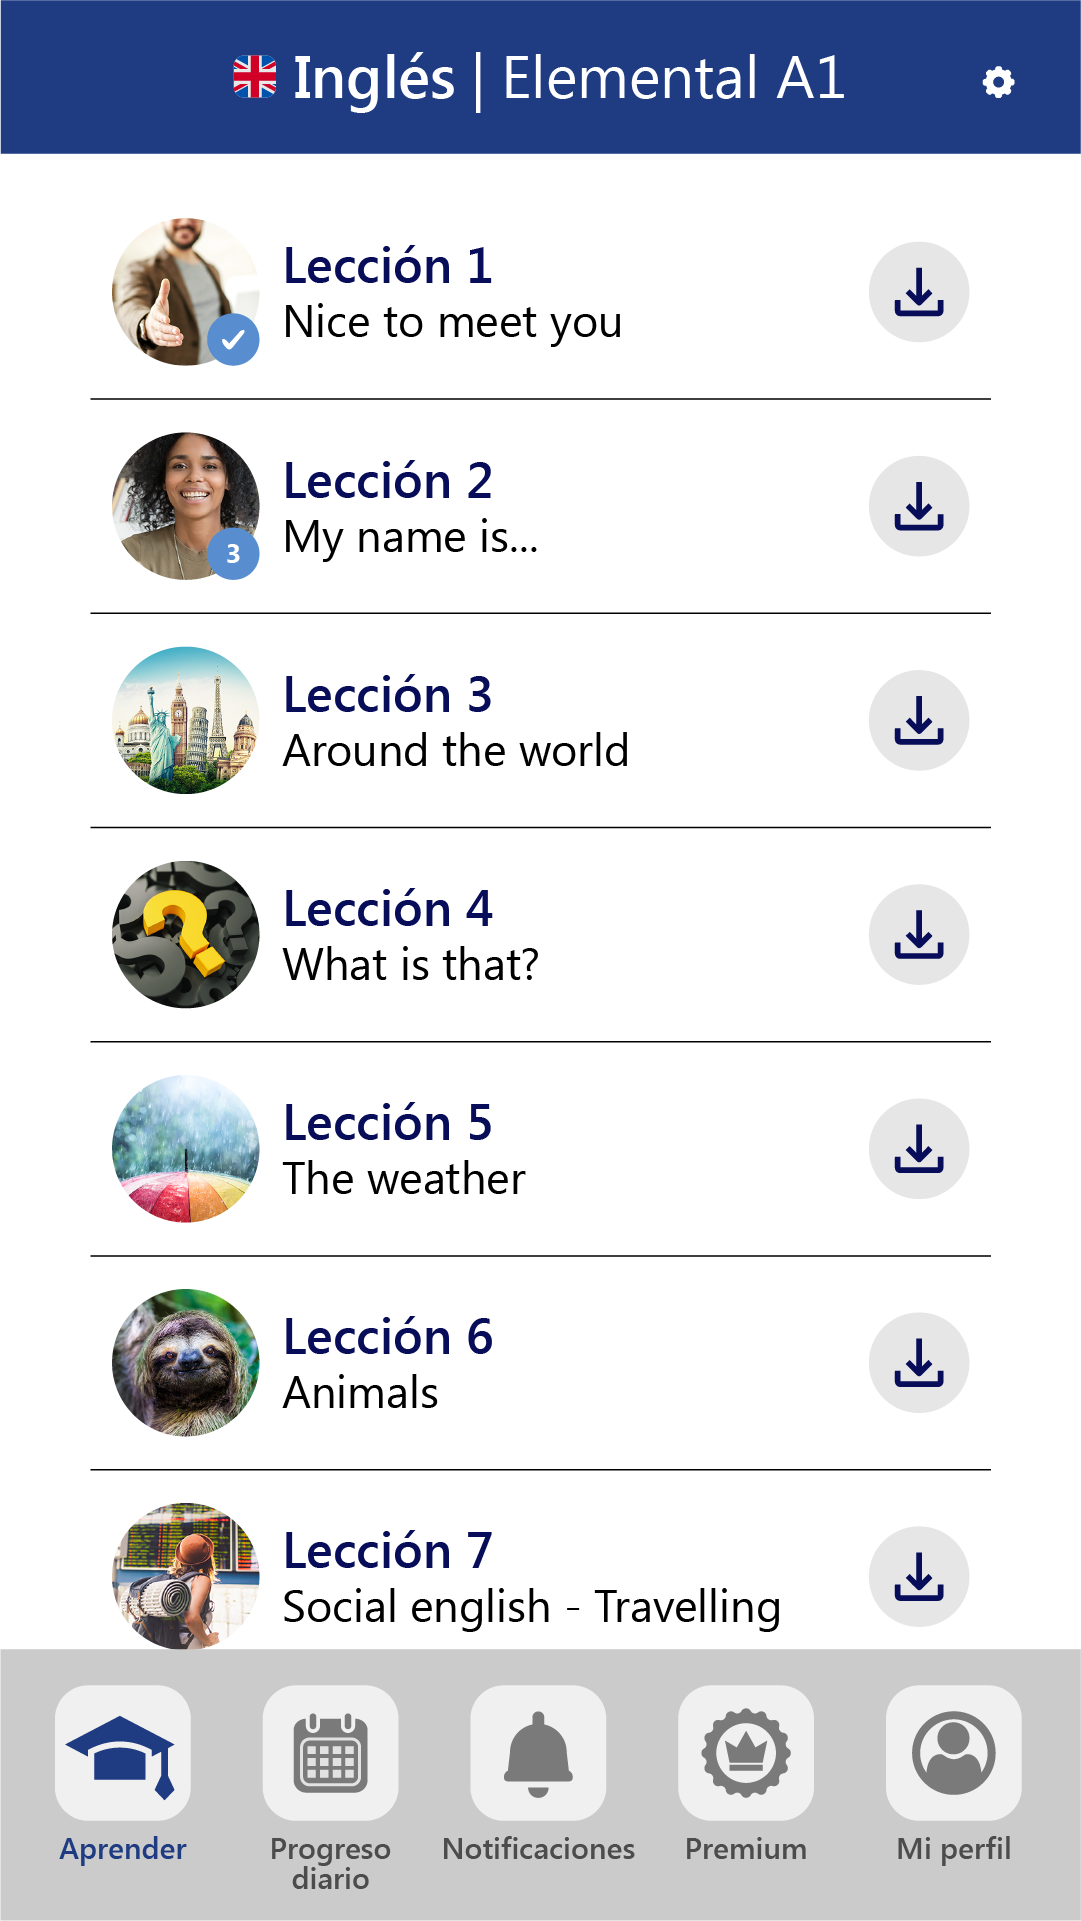 Inglés | Elemental A1
Lección 1
Nice to meet you
Lección 2
My name is...
3
Lección 3
Around the world
Lección 4
What is that?
Lección 5
The weather
Lección 6
Animals
Lección 7
Social english - Travelling
Aprender
Progreso
diario
Notificaciones
Premium
Mi perfil